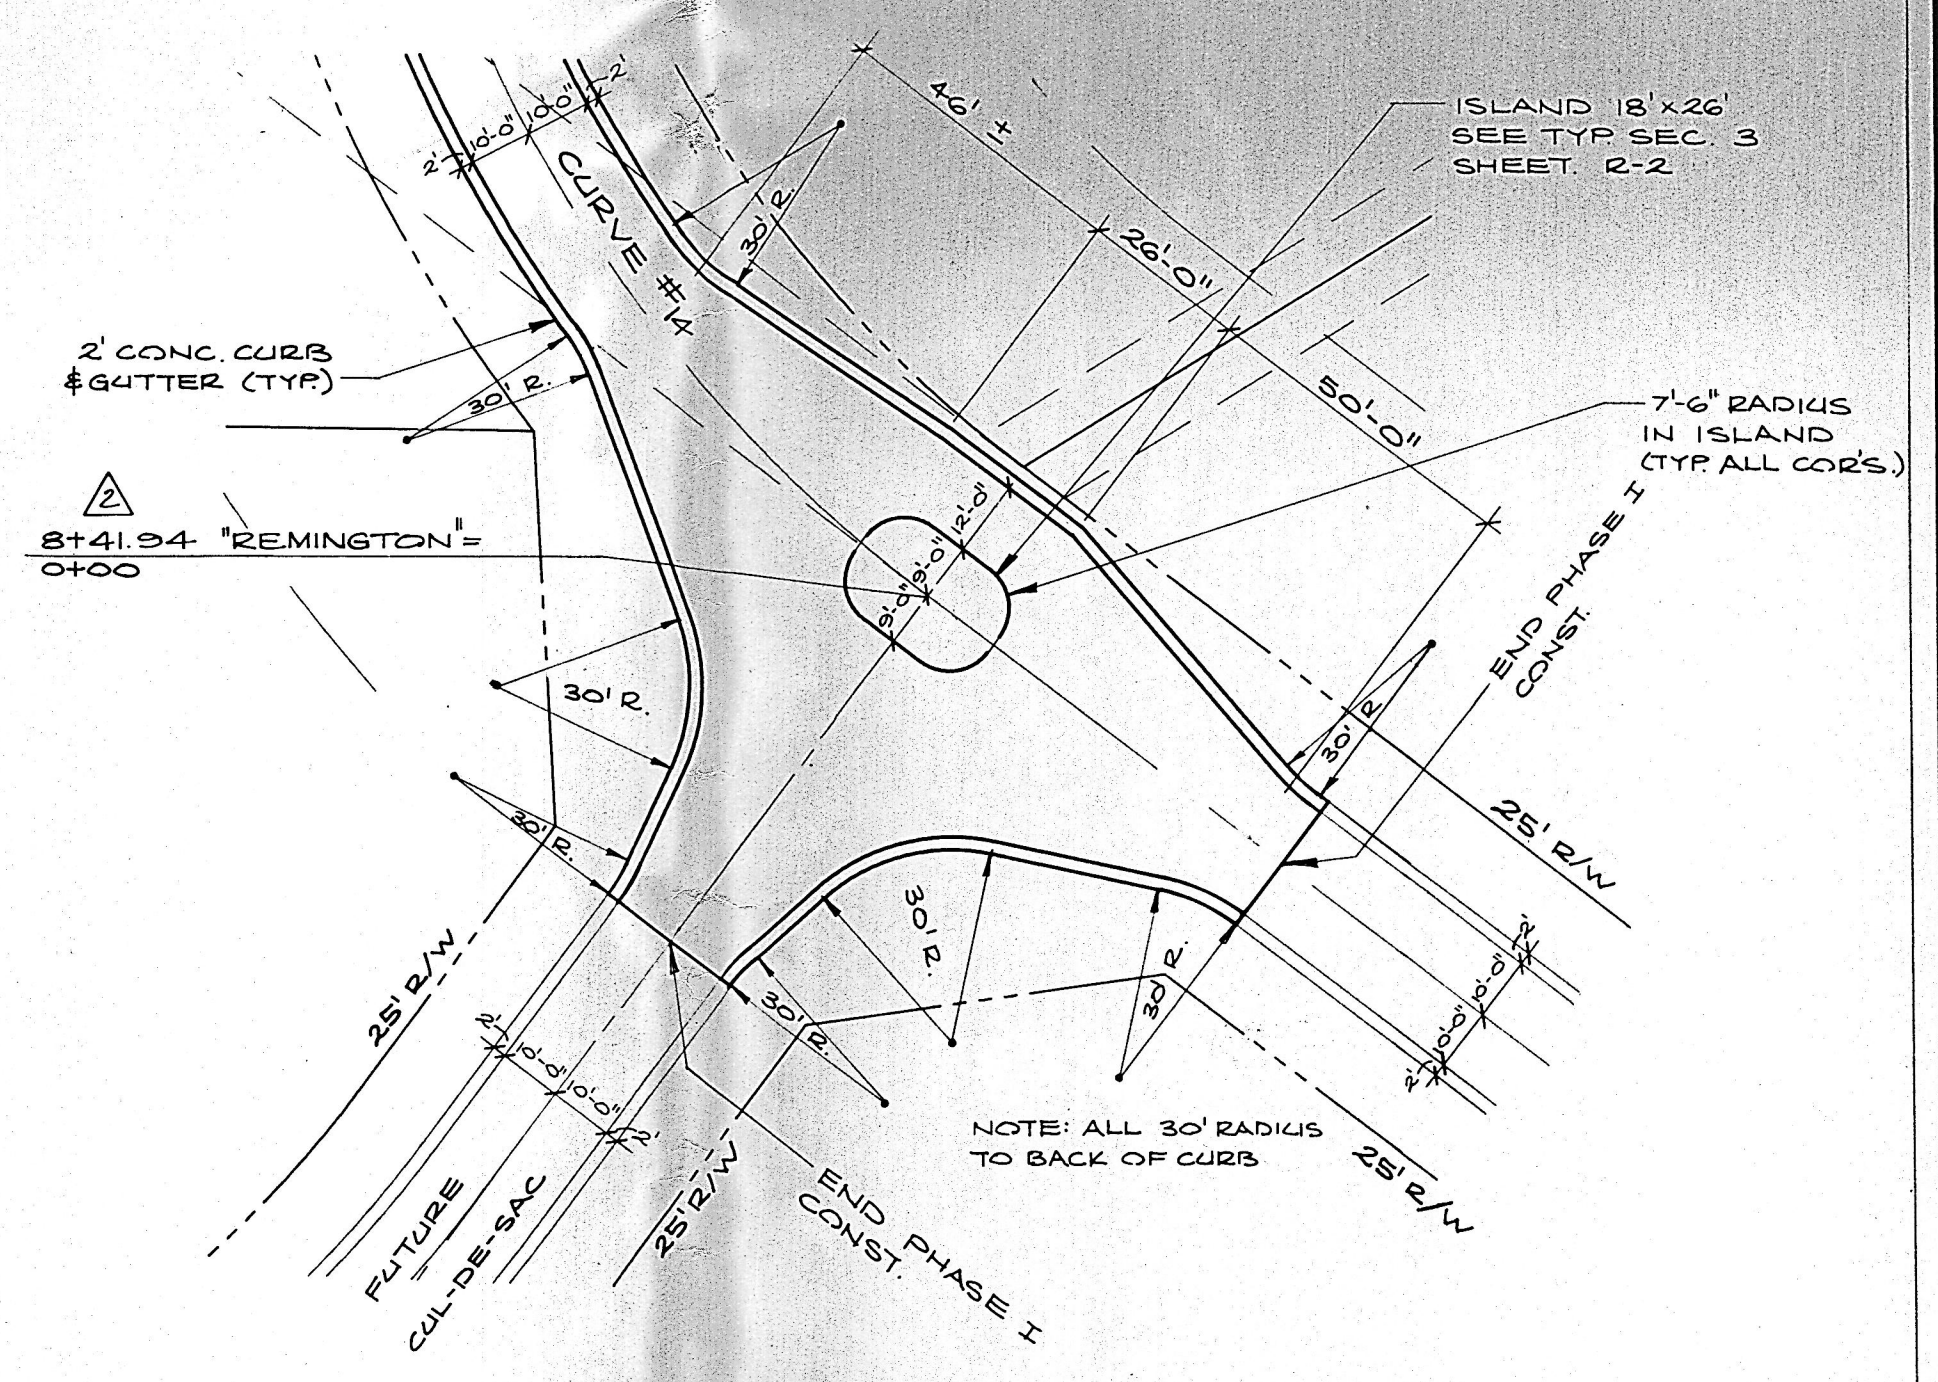 2'
10'-0"
10'-0"
2'
CURVE #14
30' R.
46' ±
26'-0"
50'-0"
ISLAND 18'x26'
SEE TYP. SEC. 3
SHEET. R-2
2' CONC. CURB
& GUTTER (TYP.)
30' R.
7'-6" RADIUS
IN ISLAND
(TYP. ALL COR'S.)
2
8+41.94 "REMINGTON"=
0+00
12'-0"
9'-0"
9'-0"
END PHASE I
CONST.
30' R.
30' R.
30' R
25' R/W
30' R.
30' R.
30' R.
25' R/W
2'
10'-0"
10'-0"
2'
30' R.
2'
10'-0"
10'-0"
2'
NOTE: ALL 30' RADIUS
TO BACK OF CURB
25' R/W
25' R/W
END PHASE I
CONST.
FUTURE
CUL-DE-SAC